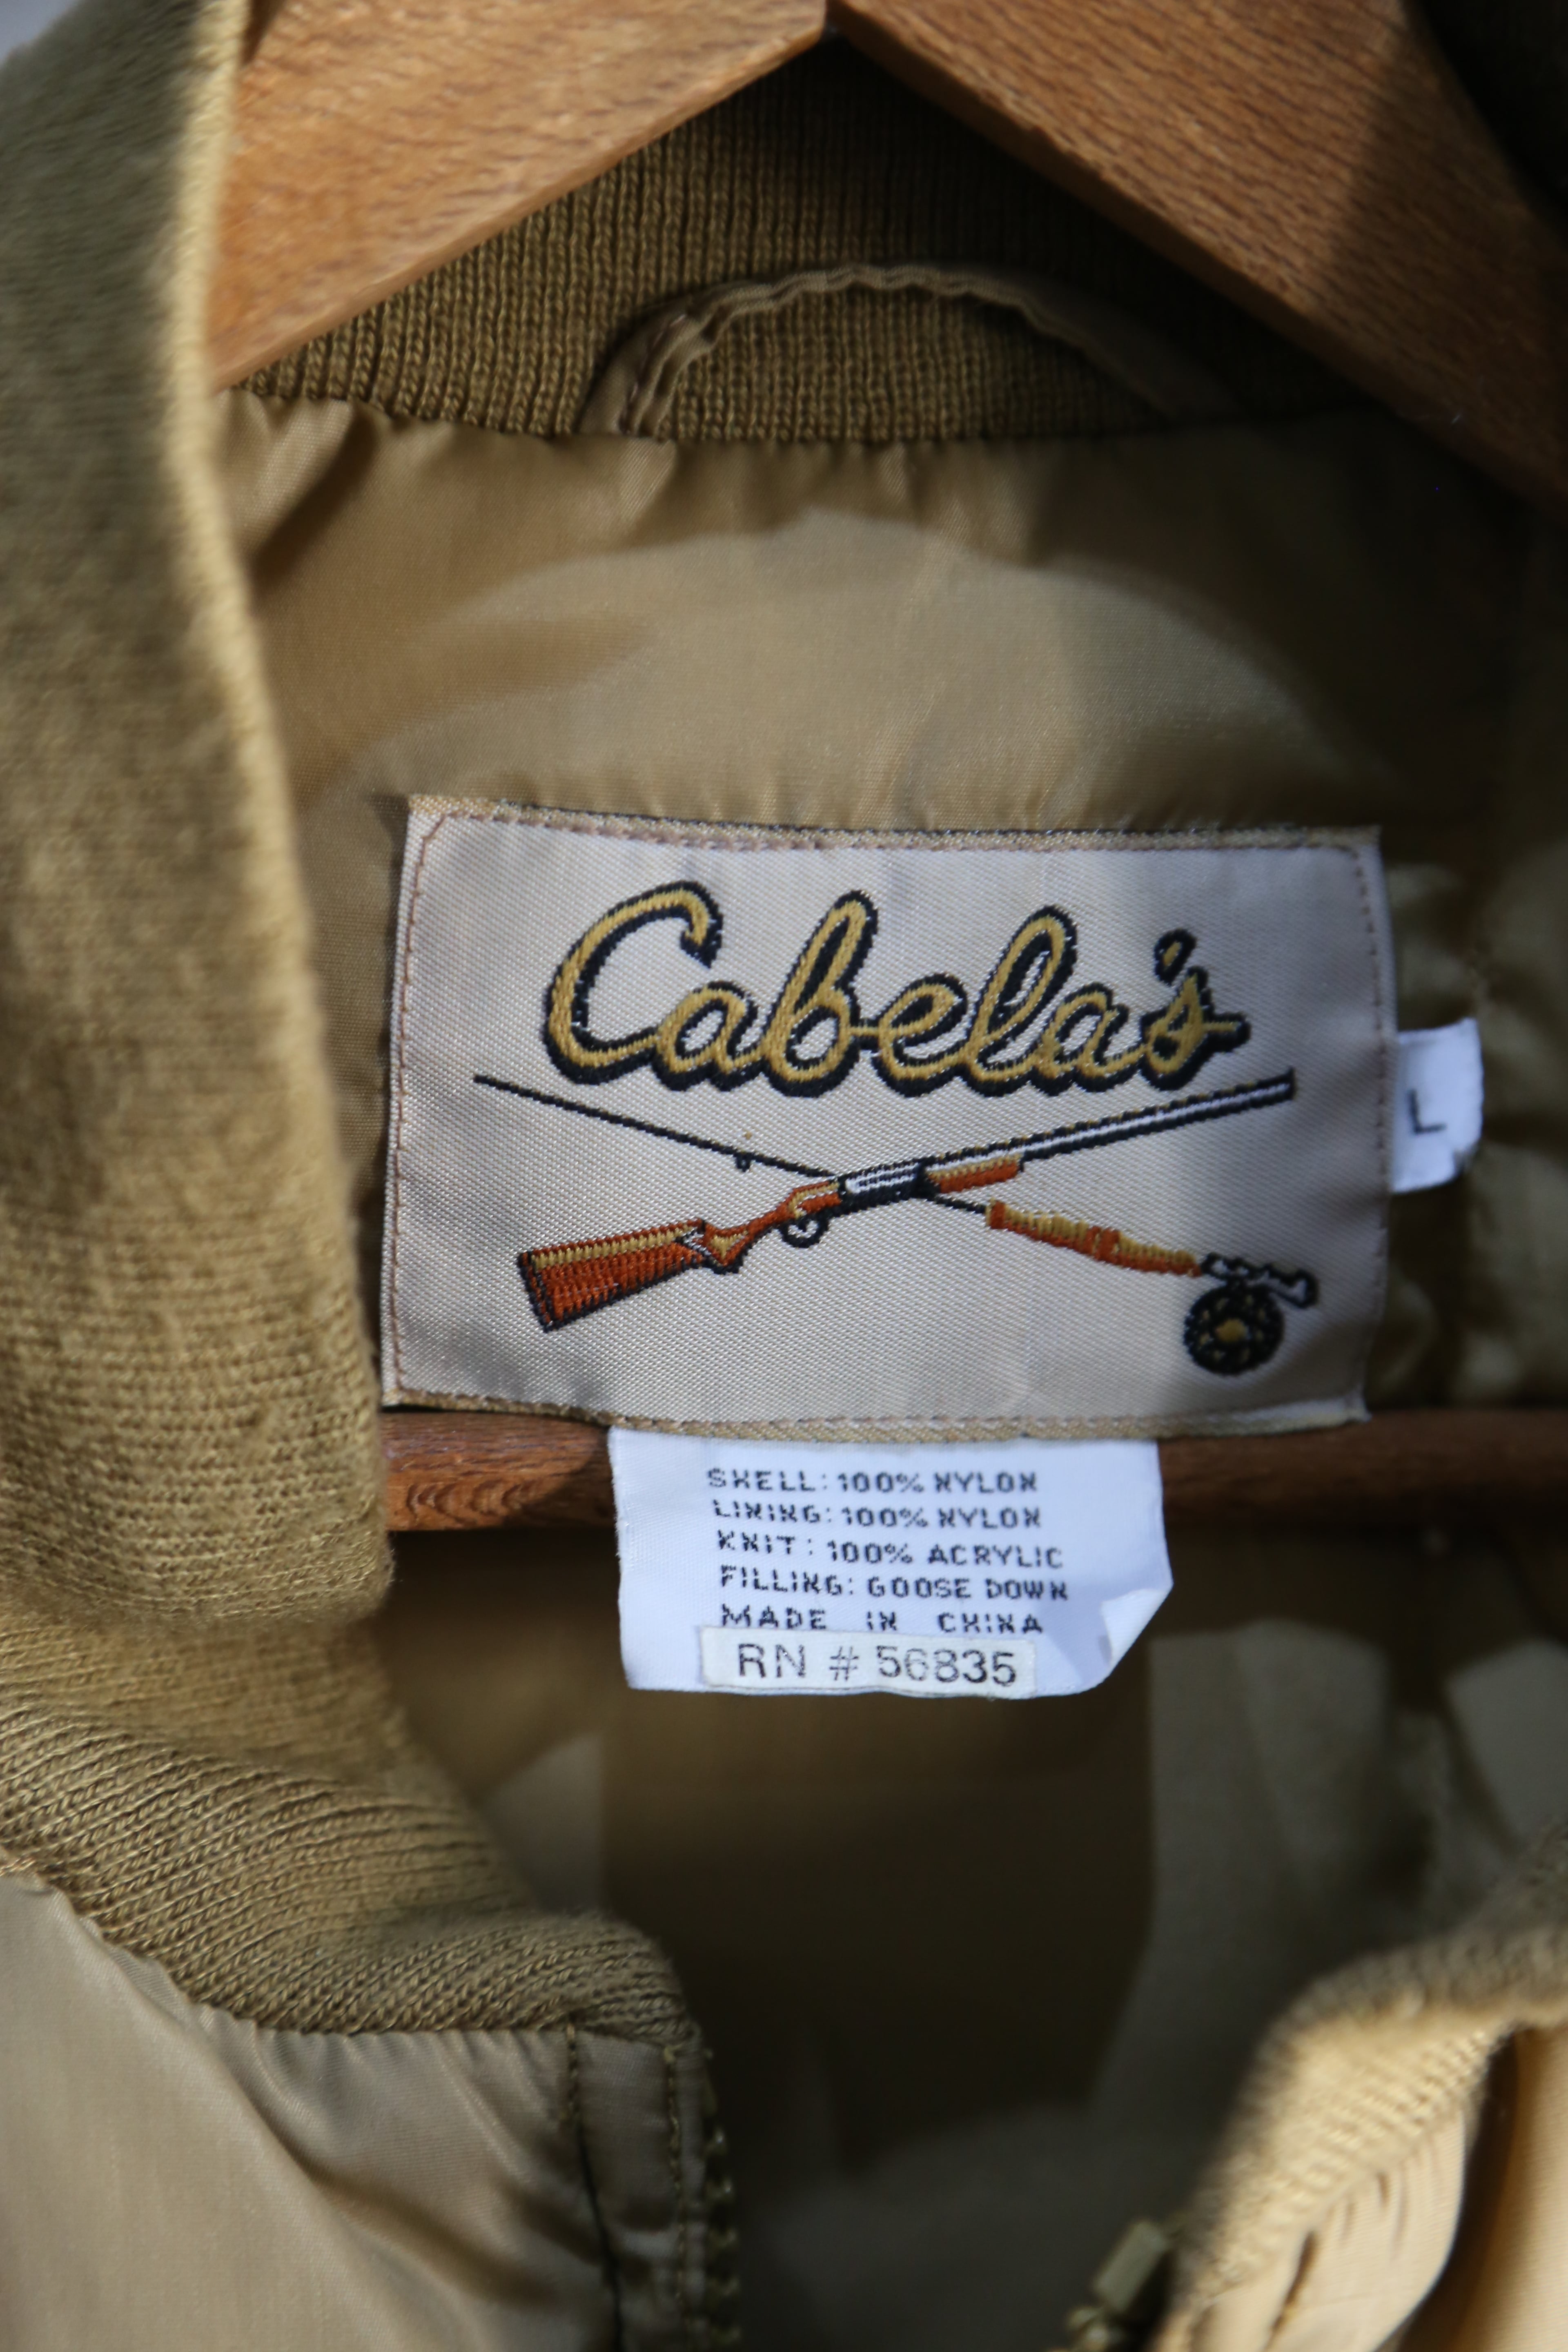 Cabela's
L
SHELL: 100% NYLON
LINING: 100% NYLON
KNIT: 100% ACRYLIC
FILLING: GOOSE DOWN
MADE IN CHINA
RN # 56835